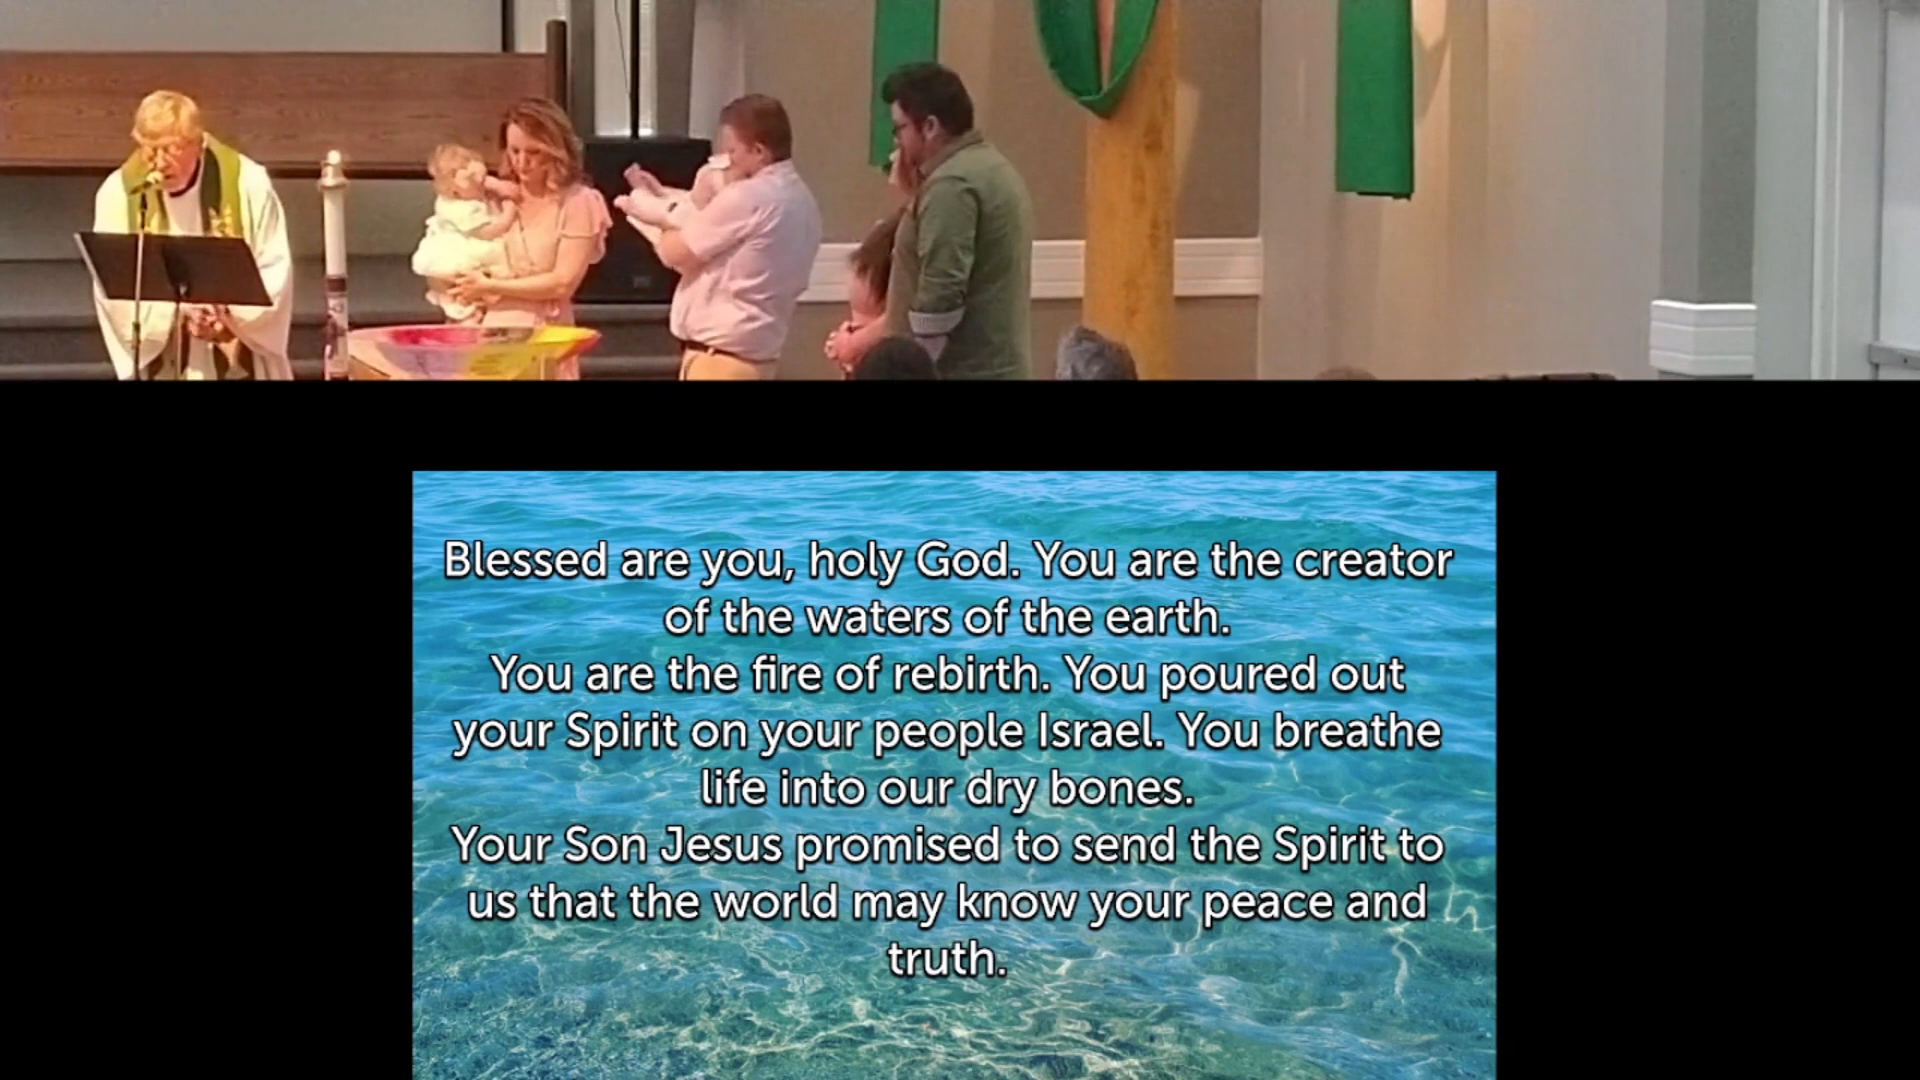 Blessed are you, holy God. You are the creator
of the waters of the earth.
You are the fire of rebirth. You poured out
your Spirit on your people Israel. You breathe
life into our dry bones.
Your Son Jesus promised to send the Spirit to
us that the world may know your peace and
truth.